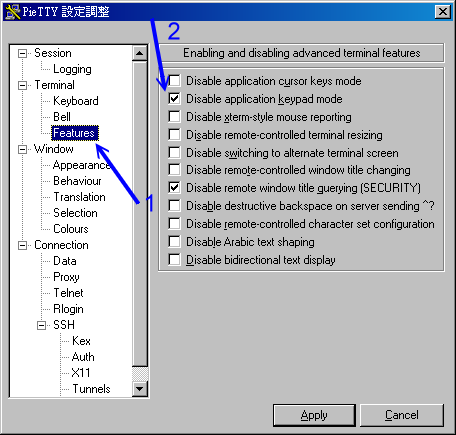 PieTTY 設定調整
2
Session
Logging
Terminal
Keyboard
Bell
Features
Window
Appearance
Behaviour
Translation
Selection
Colours
Connection
Data
Proxy
Telnet
Rlogin
SSH
Kex
Auth
X11
Tunnels
1
Enabling and disabling advanced terminal features
Disable application cursor keys mode
Disable application keypad mode
Disable xterm-style mouse reporting
Disable remote-controlled terminal resizing
Disable switching to alternate terminal screen
Disable remote-controlled window title changing
Disable remote window title querying (SECURITY)
Disable destructive backspace on server sending ^?
Disable remote-controlled character set configuration
Disable Arabic text shaping
Disable bidirectional text display
Apply
Cancel